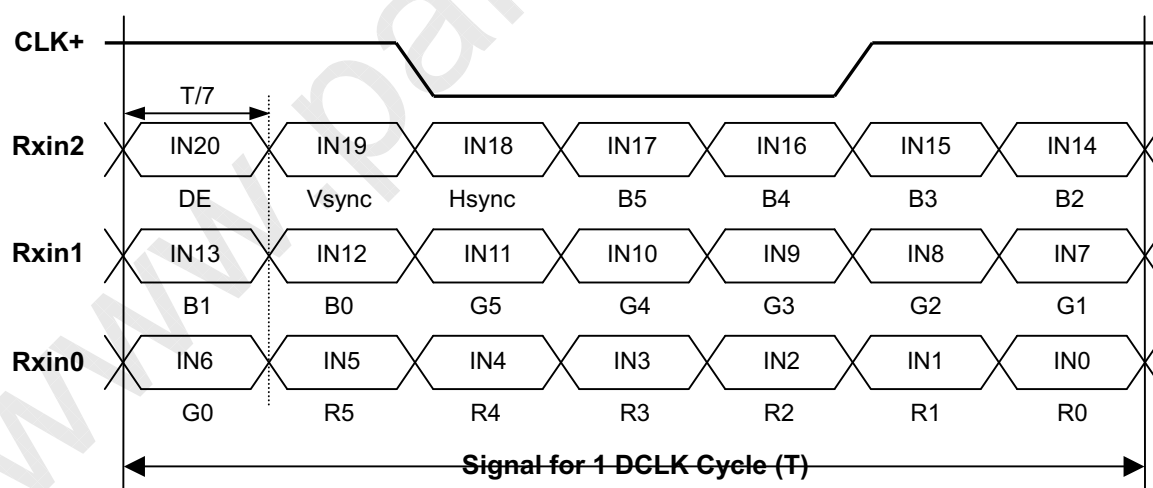 CLK+
T/7
Rxin2 IN20 IN19 IN18 IN17 IN16 IN15 IN14
DE Vsync Hsync B5 B4 B3 B2
Rxin1 IN13 IN12 IN11 IN10 IN9 IN8 IN7
B1 B0 G5 G4 G3 G2 G1
Rxin0 IN6 IN5 IN4 IN3 IN2 IN1 IN0
G0 R5 R4 R3 R2 R1 R0
Signal for 1 DCLK Cycle (T)
www.pa